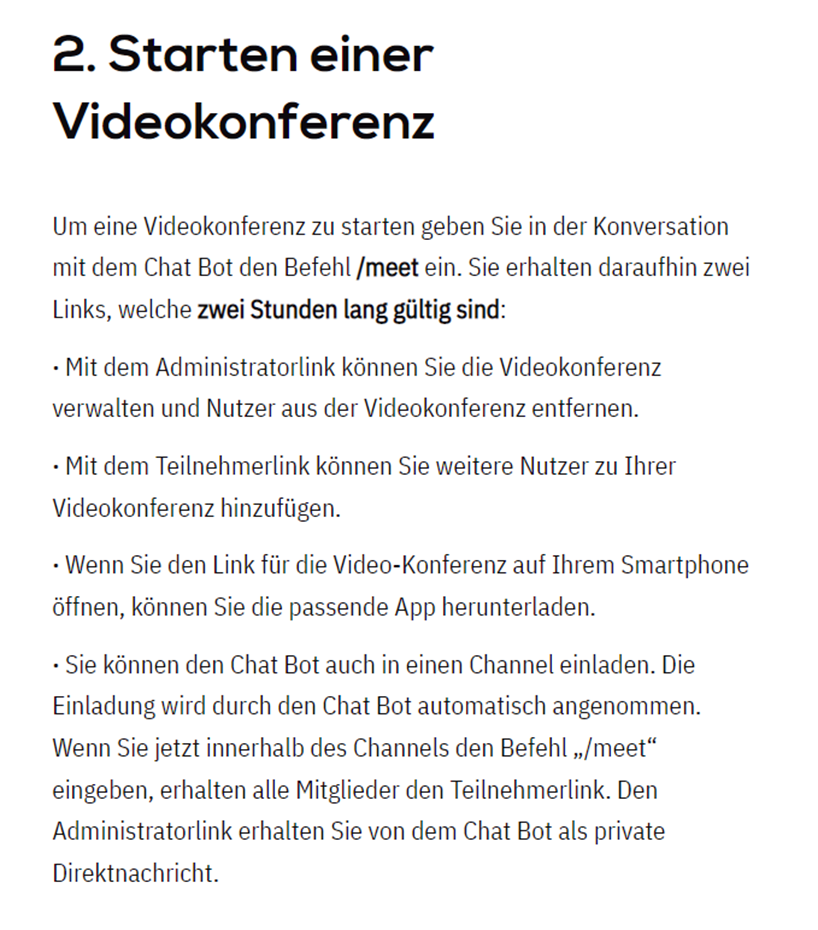 2. Starten einer
Videokonferenz
Um eine Videokonferenz zu starten geben Sie in der Konversation
mit dem Chat Bot den Befehl /meet ein. Sie erhalten daraufhin zwei
Links, welche zwei Stunden lang gültig sind:
· Mit dem Administratorlink können Sie die Videokonferenz
verwalten und Nutzer aus der Videokonferenz entfernen.
· Mit dem Teilnehmerlink können Sie weitere Nutzer zu Ihrer
Videokonferenz hinzufügen.
· Wenn Sie den Link für die Video-Konferenz auf Ihrem Smartphone
öffnen, können Sie die passende App herunterladen.
· Sie können den Chat Bot auch in einen Channel einladen. Die
Einladung wird durch den Chat Bot automatisch angenommen.
Wenn Sie jetzt innerhalb des Channels den Befehl „/meet“
eingeben, erhalten alle Mitglieder den Teilnehmerlink. Den
Administratorlink erhalten Sie von dem Chat Bot als private
Direktnachricht.